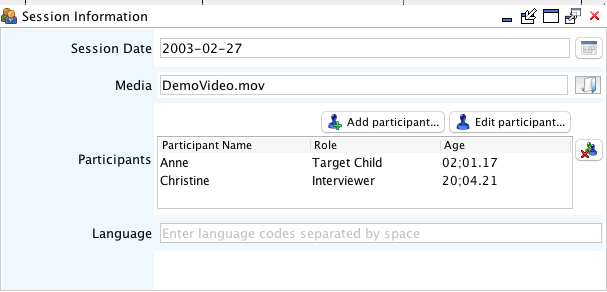 Session Information
Session Date 2003-02-27
Media DemoVideo.mov
Add participant... Edit participant...
Participants
Participant Name Role Age
Anne Target Child 02;01.17
Christine Interviewer 20;04.21
Language Enter language codes separated by space